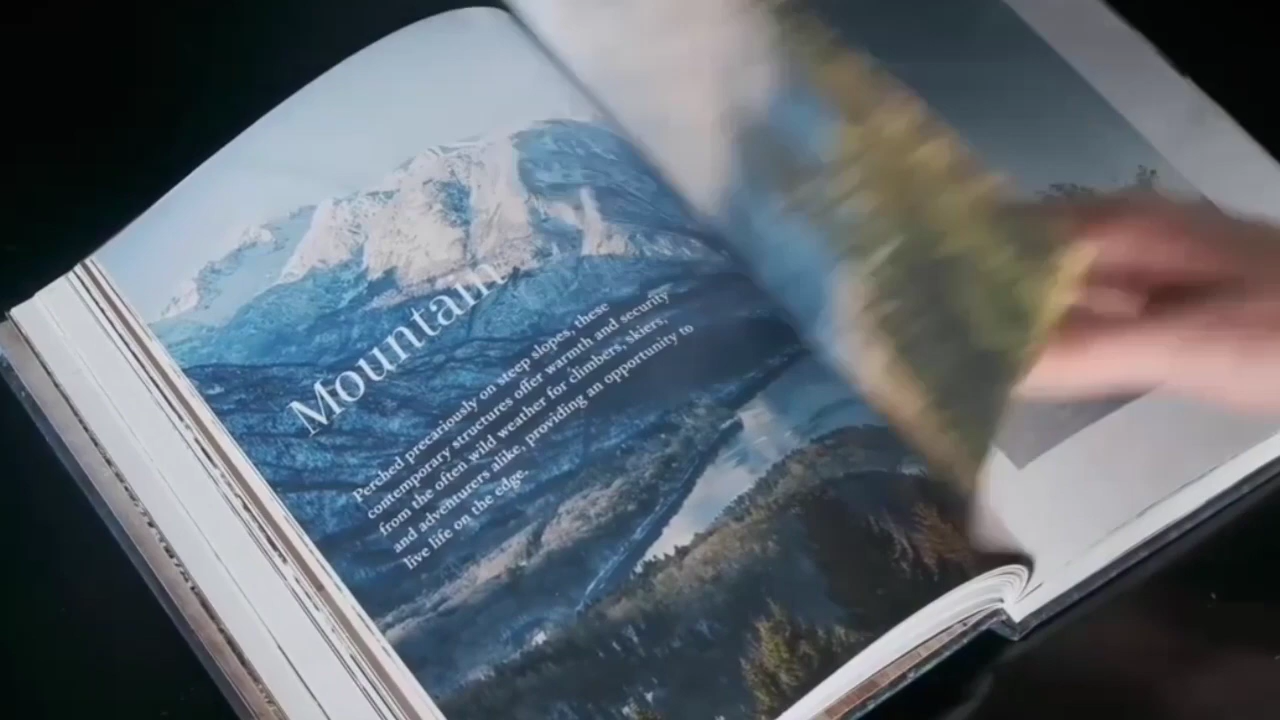 Mountain
Perched precariously on steep slopes, these
contemporary structures offer warmth and security
from the often wild weather for climbers, skiers,
and adventurers alike, providing an opportunity to
live life on the edge.